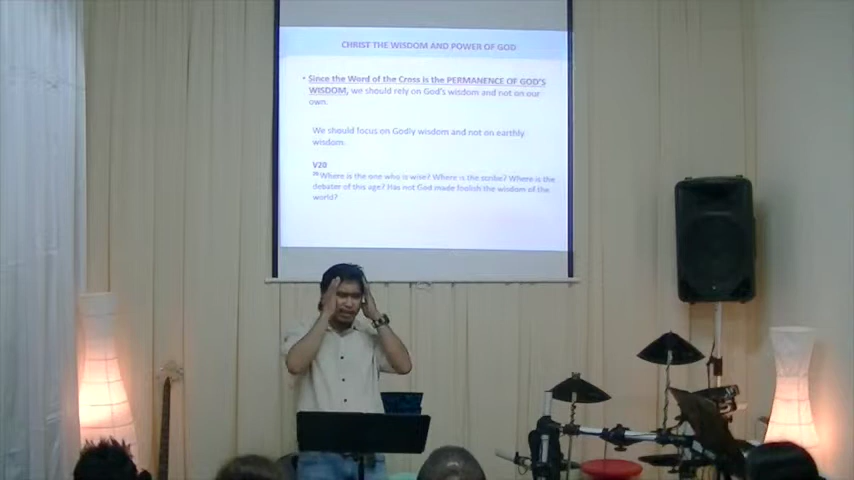 CHRIST THE WISDOM AND POWER OF GOD
• Since the Word of the Cross is the PERMANENCE OF GOD'S
WISDOM, we should rely on God's wisdom and not on our
own.
We should focus on Godly wisdom and not on earthly
wisdom.
V20
20 Where is the one who is wise? Where is the scribe? Where is the
debater of this age? Has not God made foolish the wisdom of the
world?